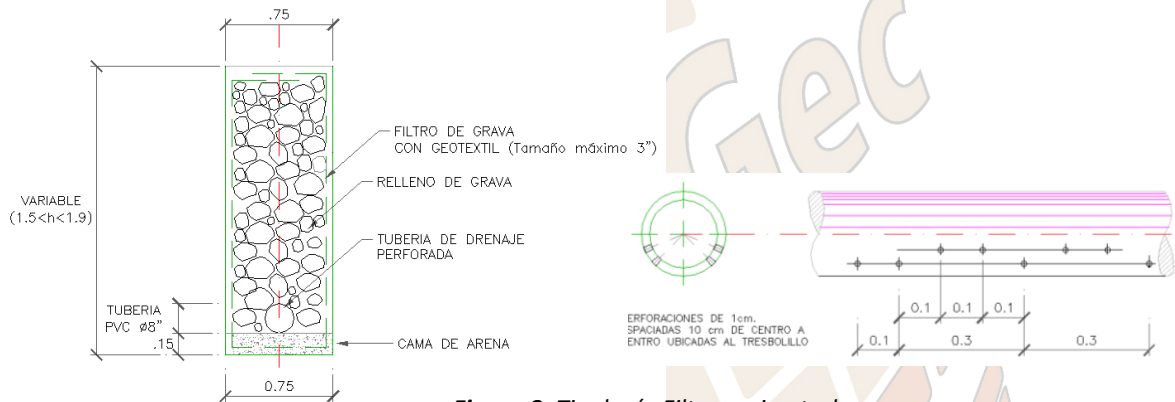 .75
FILTRO DE GRAVA
CON GEOTEXTIL (Tamaño máximo 3")
RELLENO DE GRAVA
VARIABLE
(1.5<h<1.9)
TUBERIA DE DRENAJE
PERFORADA
TUBERIA
PVC ø8"
.15
CAMA DE ARENA
0.75
ERFORACIONES DE 1cm.
SPACIADAS 10 cm DE CENTRO A
ENTRO UBICADAS AL TRESBOLILLO
0.1 0.1 0.1
0.1 0.3 0.3
Gec